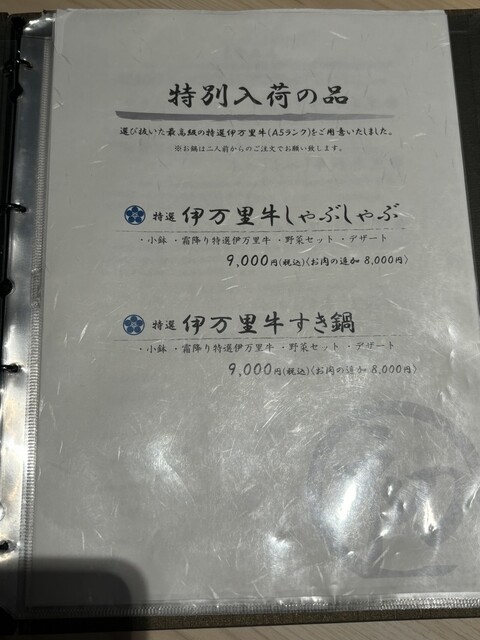 特別入荷の品
選び抜いた最高級の特選伊万里牛(A5ランク)をご用意いたしました。
※お鍋は二人前からのご注文でお願い致します。
特選 伊万里牛しゃぶしゃぶ
・小鉢 ・霜降り特選伊万里牛 ・野菜セット ・デザート
9,000円(税込)〈お肉の追加 8,000円〉
特選 伊万里牛すき鍋
・小鉢 ・霜降り特選伊万里牛 ・野菜セット ・デザート
9,000円(税込)〈お肉の追加 8,000円〉